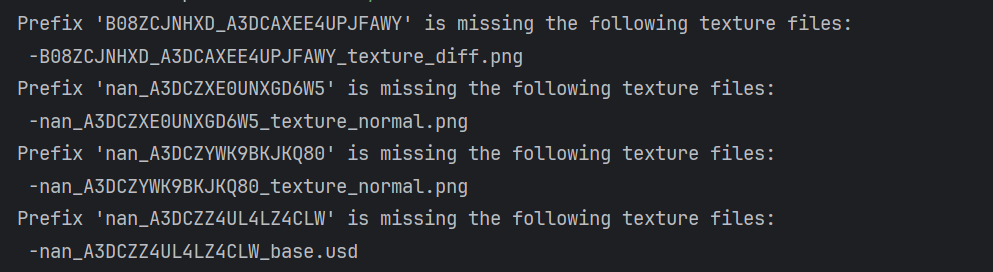 Prefix 'B08ZCJNHXD_A3DCAXEE4UPJFAWY' is missing the following texture files:
-B08ZCJNHXD_A3DCAXEE4UPJFAWY_texture_diff.png
Prefix 'nan_A3DCZXE0UNXGD6W5' is missing the following texture files:
-nan_A3DCZXE0UNXGD6W5_texture_normal.png
Prefix 'nan_A3DCZYWK9BKJKQ80' is missing the following texture files:
-nan_A3DCZYWK9BKJKQ80_texture_normal.png
Prefix 'nan_A3DCZZ4UL4LZ4CLW' is missing the following texture files:
-nan_A3DCZZ4UL4LZ4CLW_base.usd